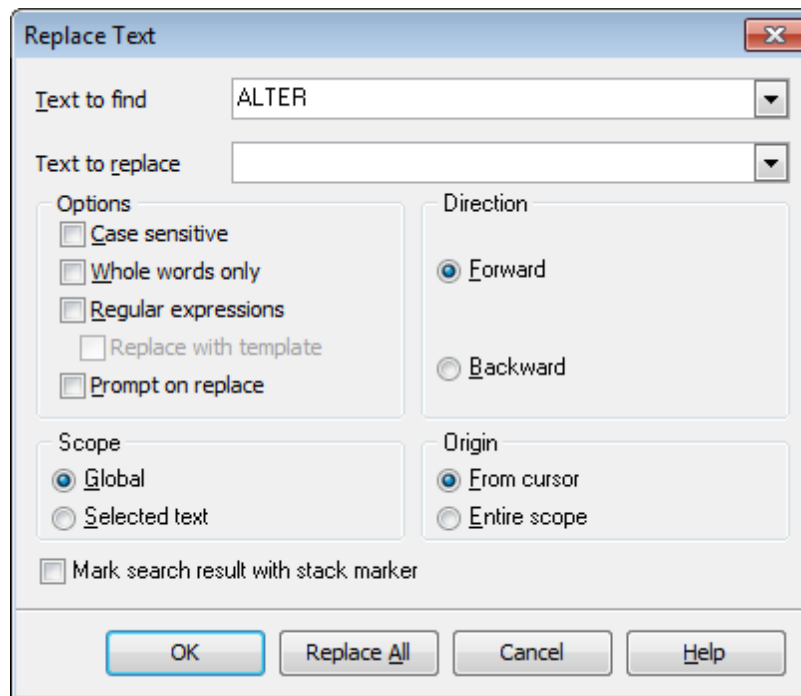 Replace Text
Text to find
ALTER
Text to replace
Options
Case sensitive
Whole words only
Regular expressions
Replace with template
Prompt on replace
Direction
Forward
Backward
Scope
Global
Selected text
Origin
From cursor
Entire scope
Mark search result with stack marker
OK
Replace All
Cancel
Help